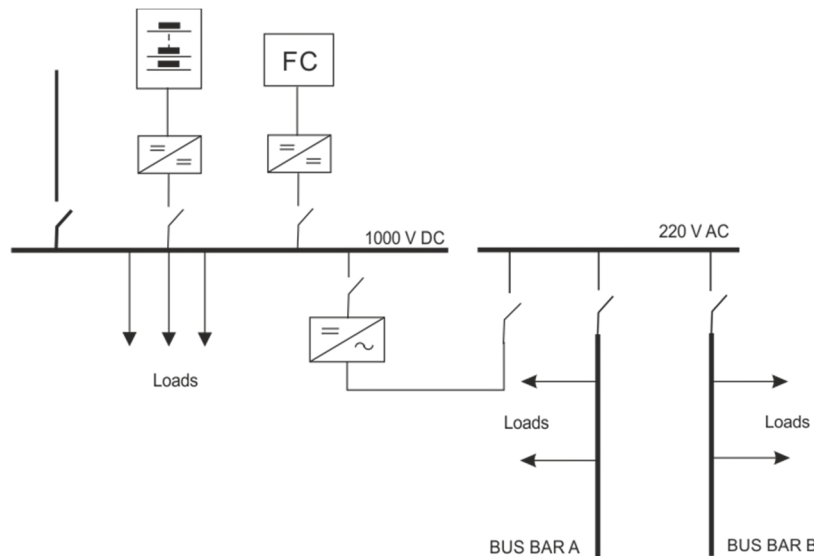 FC
1000 V DC
220 V AC
Loads
Loads
Loads
BUS BAR A
BUS BAR B